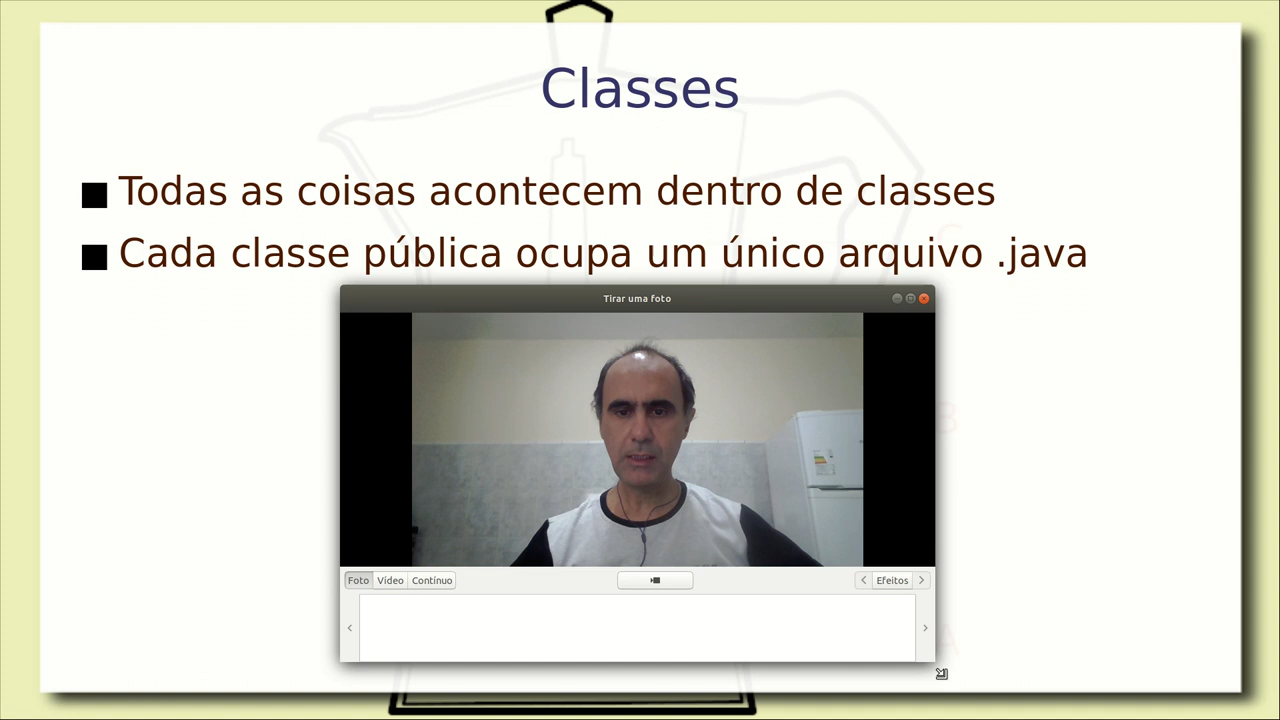 Classes
Todas as coisas acontecem dentro de classes
Cada classe pública ocupa um único arquivo .java
C
Tirar uma foto
B
Foto Vídeo Contínuo Efeitos
A